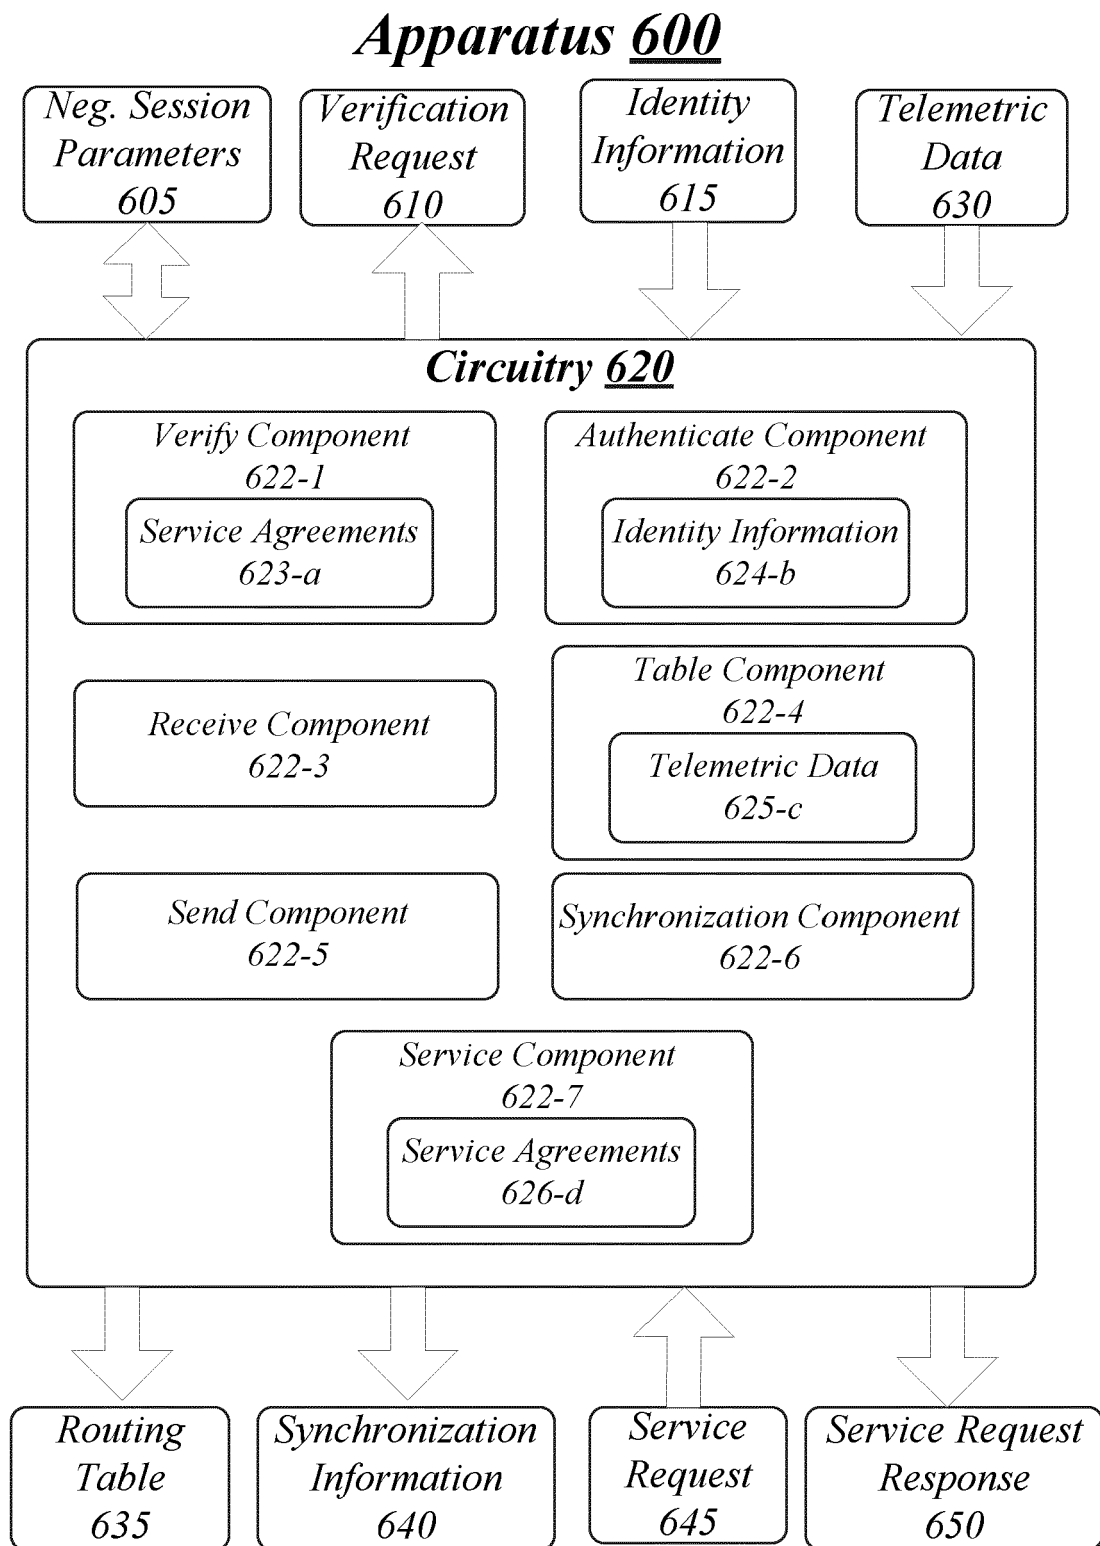 Apparatus 600
Neg. Session
Parameters
605
Verification
Request
610
Identity
Information
615
Telemetric
Data
630
Circuitry 620
Verify Component
622-1
Service Agreements
623-a
Authenticate Component
622-2
Identity Information
624-b
Receive Component
622-3
Table Component
622-4
Telemetric Data
625-c
Send Component
622-5
Synchronization Component
622-6
Service Component
622-7
Service Agreements
626-d
Routing
Table
635
Synchronization
Information
640
Service
Request
645
Service Request
Response
650